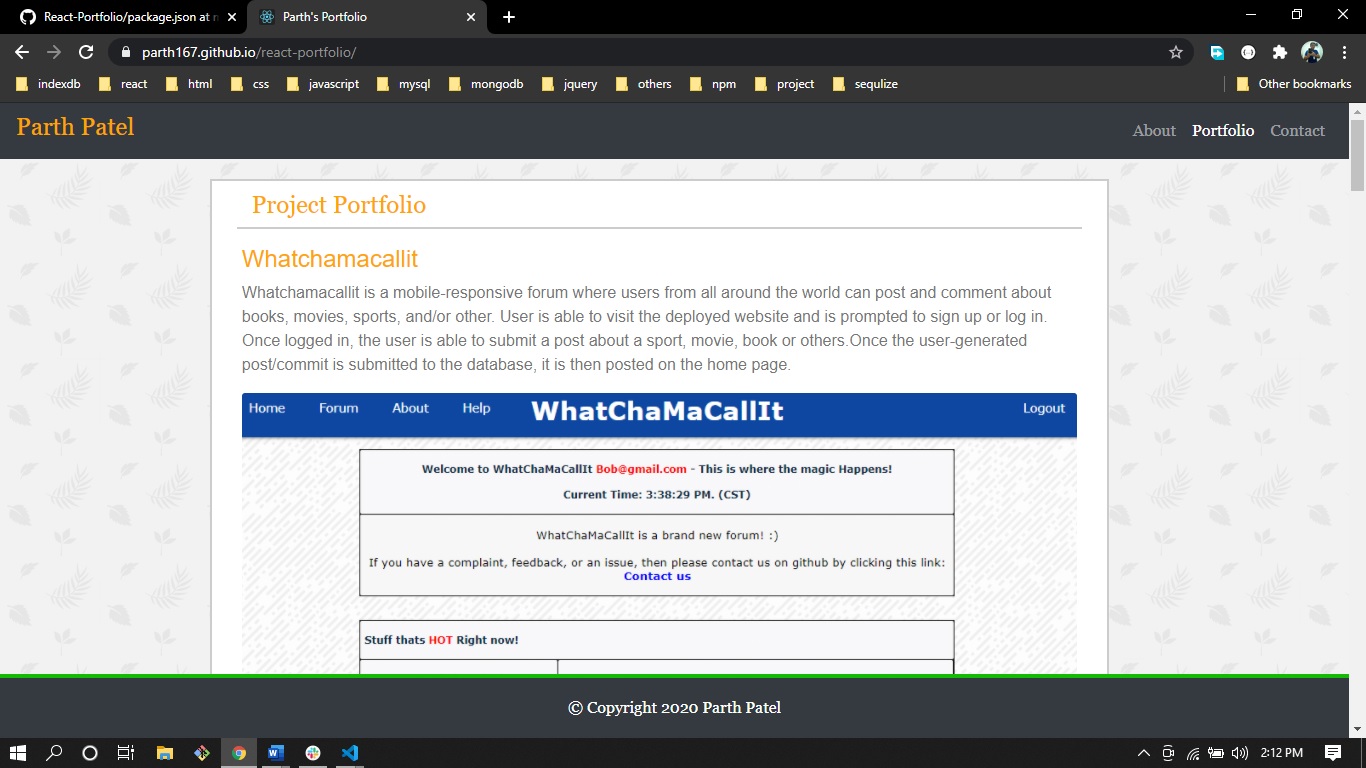 React-Portfolio/package.json at n
Parth's Portfolio
parth167.github.io/react-portfolio/
indexdb react html css javascript mysql mongodb jquery others npm project sequlize Other bookmarks
Parth Patel
About Portfolio Contact
Project Portfolio
Whatchamacallit
Whatchamacallit is a mobile-responsive forum where users from all around the world can post and comment about
books, movies, sports, and/or other. User is able to visit the deployed website and is prompted to sign up or log in.
Once logged in, the user is able to submit a post about a sport, movie, book or others.Once the user-generated
post/commit is submitted to the database, it is then posted on the home page.
Home Forum About Help WhatChaMaCallIt Logout
Welcome to WhatChaMaCallIt Bob@gmail.com - This is where the magic Happens!
Current Time: 3:38:29 PM. (CST)
WhatChaMaCallIt is a brand new forum! :)
If you have a complaint, feedback, or an issue, then please contact us on github by clicking this link:
Contact us
Stuff thats HOT Right now!
© Copyright 2020 Parth Patel
2:12 PM